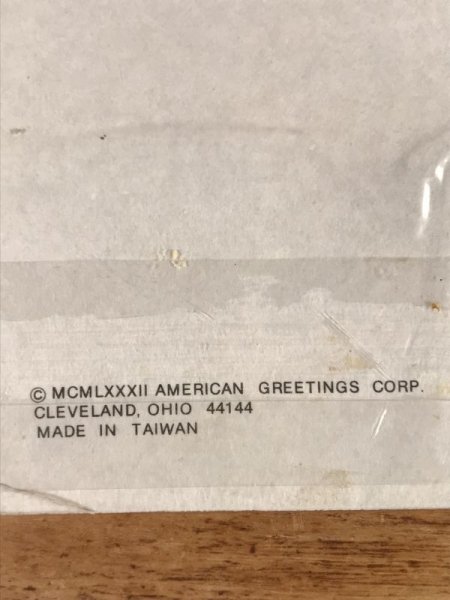 © MCMLXXXII AMERICAN GREETINGS CORP.
CLEVELAND, OHIO 44144
MADE IN TAIWAN